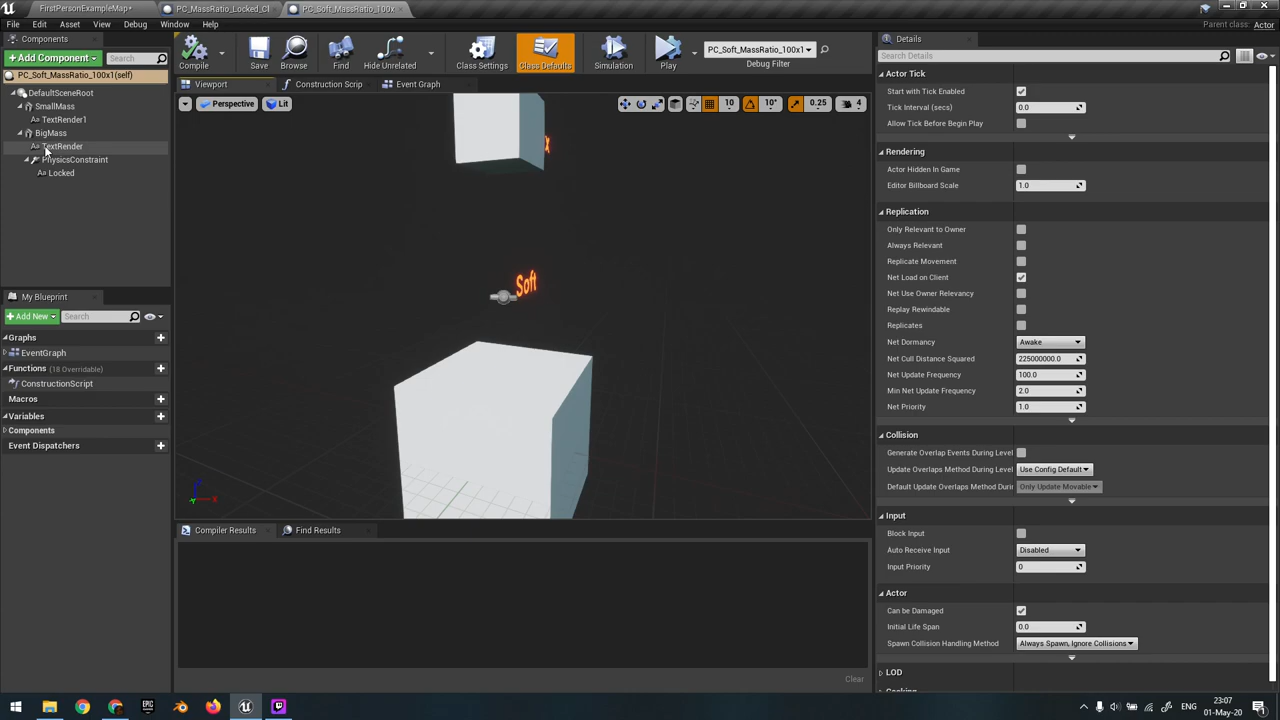 FirstPersonExampleMap*
PC_MassRatio_Locked_Cl
PC_Soft_MassRatio_100x
File Edit Asset View Debug Window Help
Parent class: Actor
Components
+ Add Component
Search
PC_Soft_MassRatio_100x1(self)
DefaultSceneRoot
SmallMass
TextRender1
BigMass
TextRender
PhysicsConstraint
Locked
My Blueprint
+ Add New
Search
Graphs
EventGraph
Functions (18 Overridable)
ConstructionScript
Macros
Variables
Components
Event Dispatchers
Compile
Save
Browse
Find
Hide Unrelated
Class Settings
Class Defaults
Simulation
Play
PC_Soft_MassRatio_100x1
Debug Filter
Viewport
Construction Scrip
Event Graph
Perspective
Lit
10
10°
0.25
4
X
Soft
X
Compiler Results
Find Results
Clear
Details
Search Details
Actor Tick
Start with Tick Enabled
Tick Interval (secs) 0.0
Allow Tick Before Begin Play
Rendering
Actor Hidden In Game
Editor Billboard Scale 1.0
Replication
Only Relevant to Owner
Always Relevant
Replicate Movement
Net Load on Client
Net Use Owner Relevancy
Replay Rewindable
Replicates
Net Dormancy Awake
Net Cull Distance Squared 225000000.0
Net Update Frequency 100.0
Min Net Update Frequency 2.0
Net Priority 1.0
Collision
Generate Overlap Events During Level
Update Overlaps Method During Level Use Config Default
Default Update Overlaps Method Durin Only Update Movable
Input
Block Input
Auto Receive Input Disabled
Input Priority 0
Actor
Can be Damaged
Initial Life Span 0.0
Spawn Collision Handling Method Always Spawn, Ignore Collisions
LOD
23:07
01-May-20